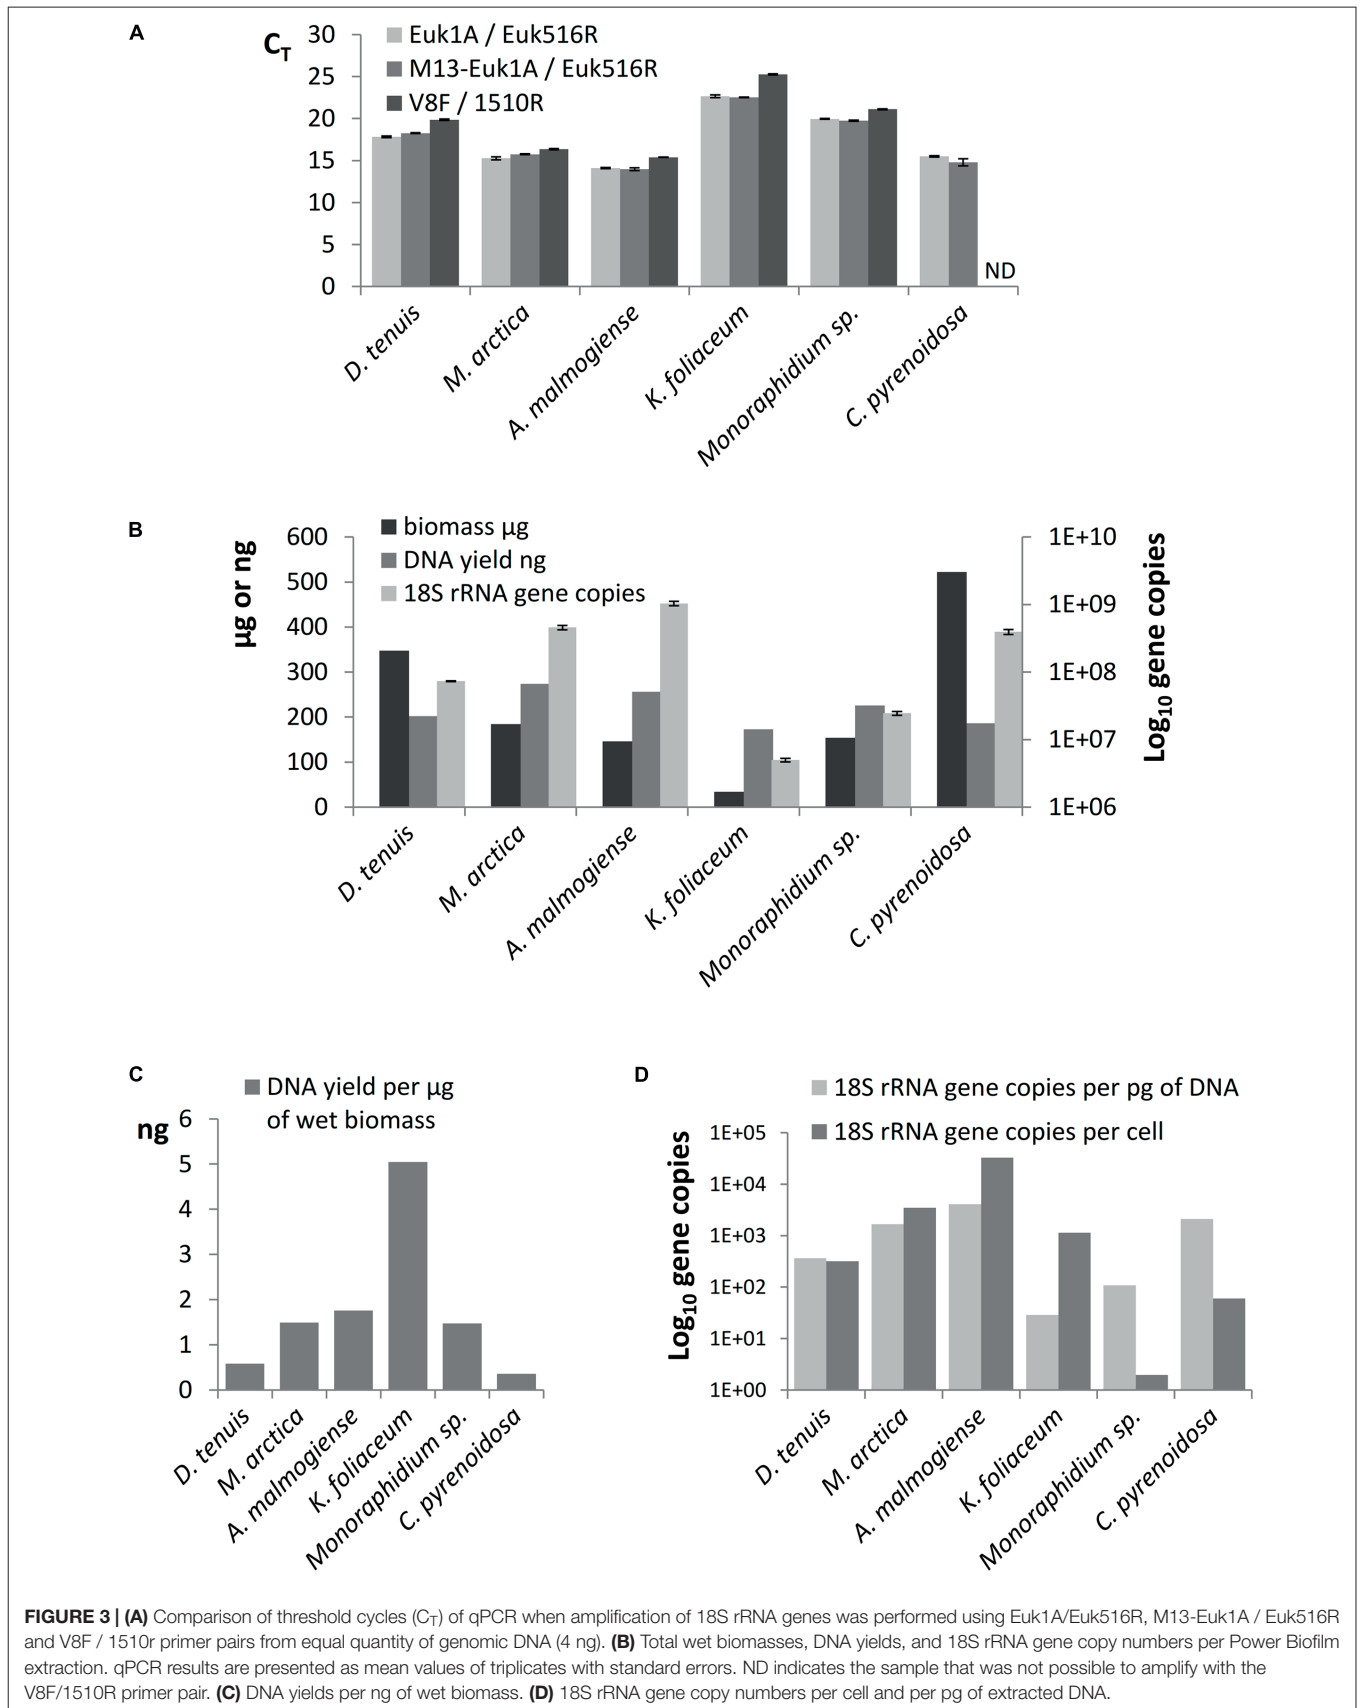 A
C_T
30
25
20
15
10
5
0
Euk1A / Euk516R
M13-Euk1A / Euk516R
V8F / 1510R
ND
D. tenuis
M. arctica
A. malmogiense
K. foliaceum
Monoraphidium sp.
C. pyrenoidosa
B
µg or ng
600
500
400
300
200
100
0
biomass µg
DNA yield ng
18S rRNA gene copies
1E+10
1E+09
1E+08
1E+07
1E+06
Log10 gene copies
D. tenuis
M. arctica
A. malmogiense
K. foliaceum
Monoraphidium sp.
C. pyrenoidosa
C
ng
6
5
4
3
2
1
0
DNA yield per µg
of wet biomass
D. tenuis
M. arctica
A. malmogiense
K. foliaceum
Monoraphidium sp.
C. pyrenoidosa
D
18S rRNA gene copies per pg of DNA
18S rRNA gene copies per cell
Log10 gene copies
1E+05
1E+04
1E+03
1E+02
1E+01
1E+00
D. tenuis
M. arctica
A. malmogiense
K. foliaceum
Monoraphidium sp.
C. pyrenoidosa
FIGURE 3 | (A) Comparison of threshold cycles (CT) of qPCR when amplification of 18S rRNA genes was performed using Euk1A/Euk516R, M13-Euk1A / Euk516R
and V8F / 1510r primer pairs from equal quantity of genomic DNA (4 ng). (B) Total wet biomasses, DNA yields, and 18S rRNA gene copy numbers per Power Biofilm
extraction. qPCR results are presented as mean values of triplicates with standard errors. ND indicates the sample that was not possible to amplify with the
V8F/1510R primer pair. (C) DNA yields per ng of wet biomass. (D) 18S rRNA gene copy numbers per cell and per pg of extracted DNA.